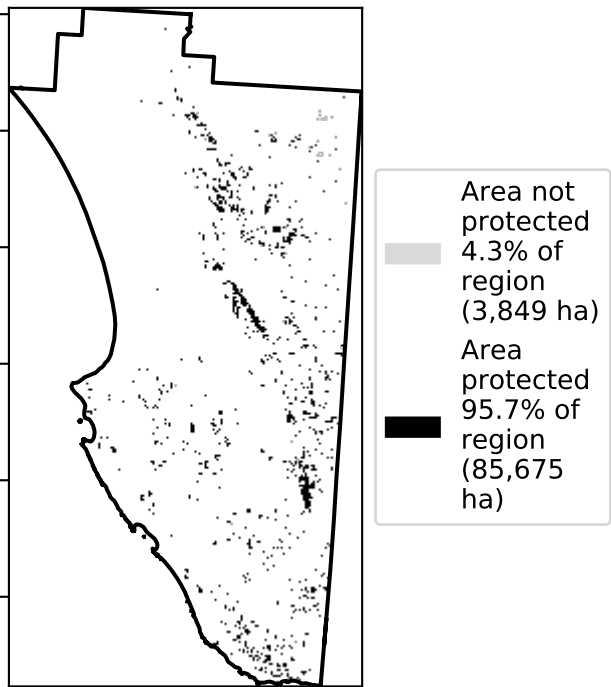 Area not
protected
4.3% of
region
(3,849 ha)
Area
protected
95.7% of
region
(85,675
ha)